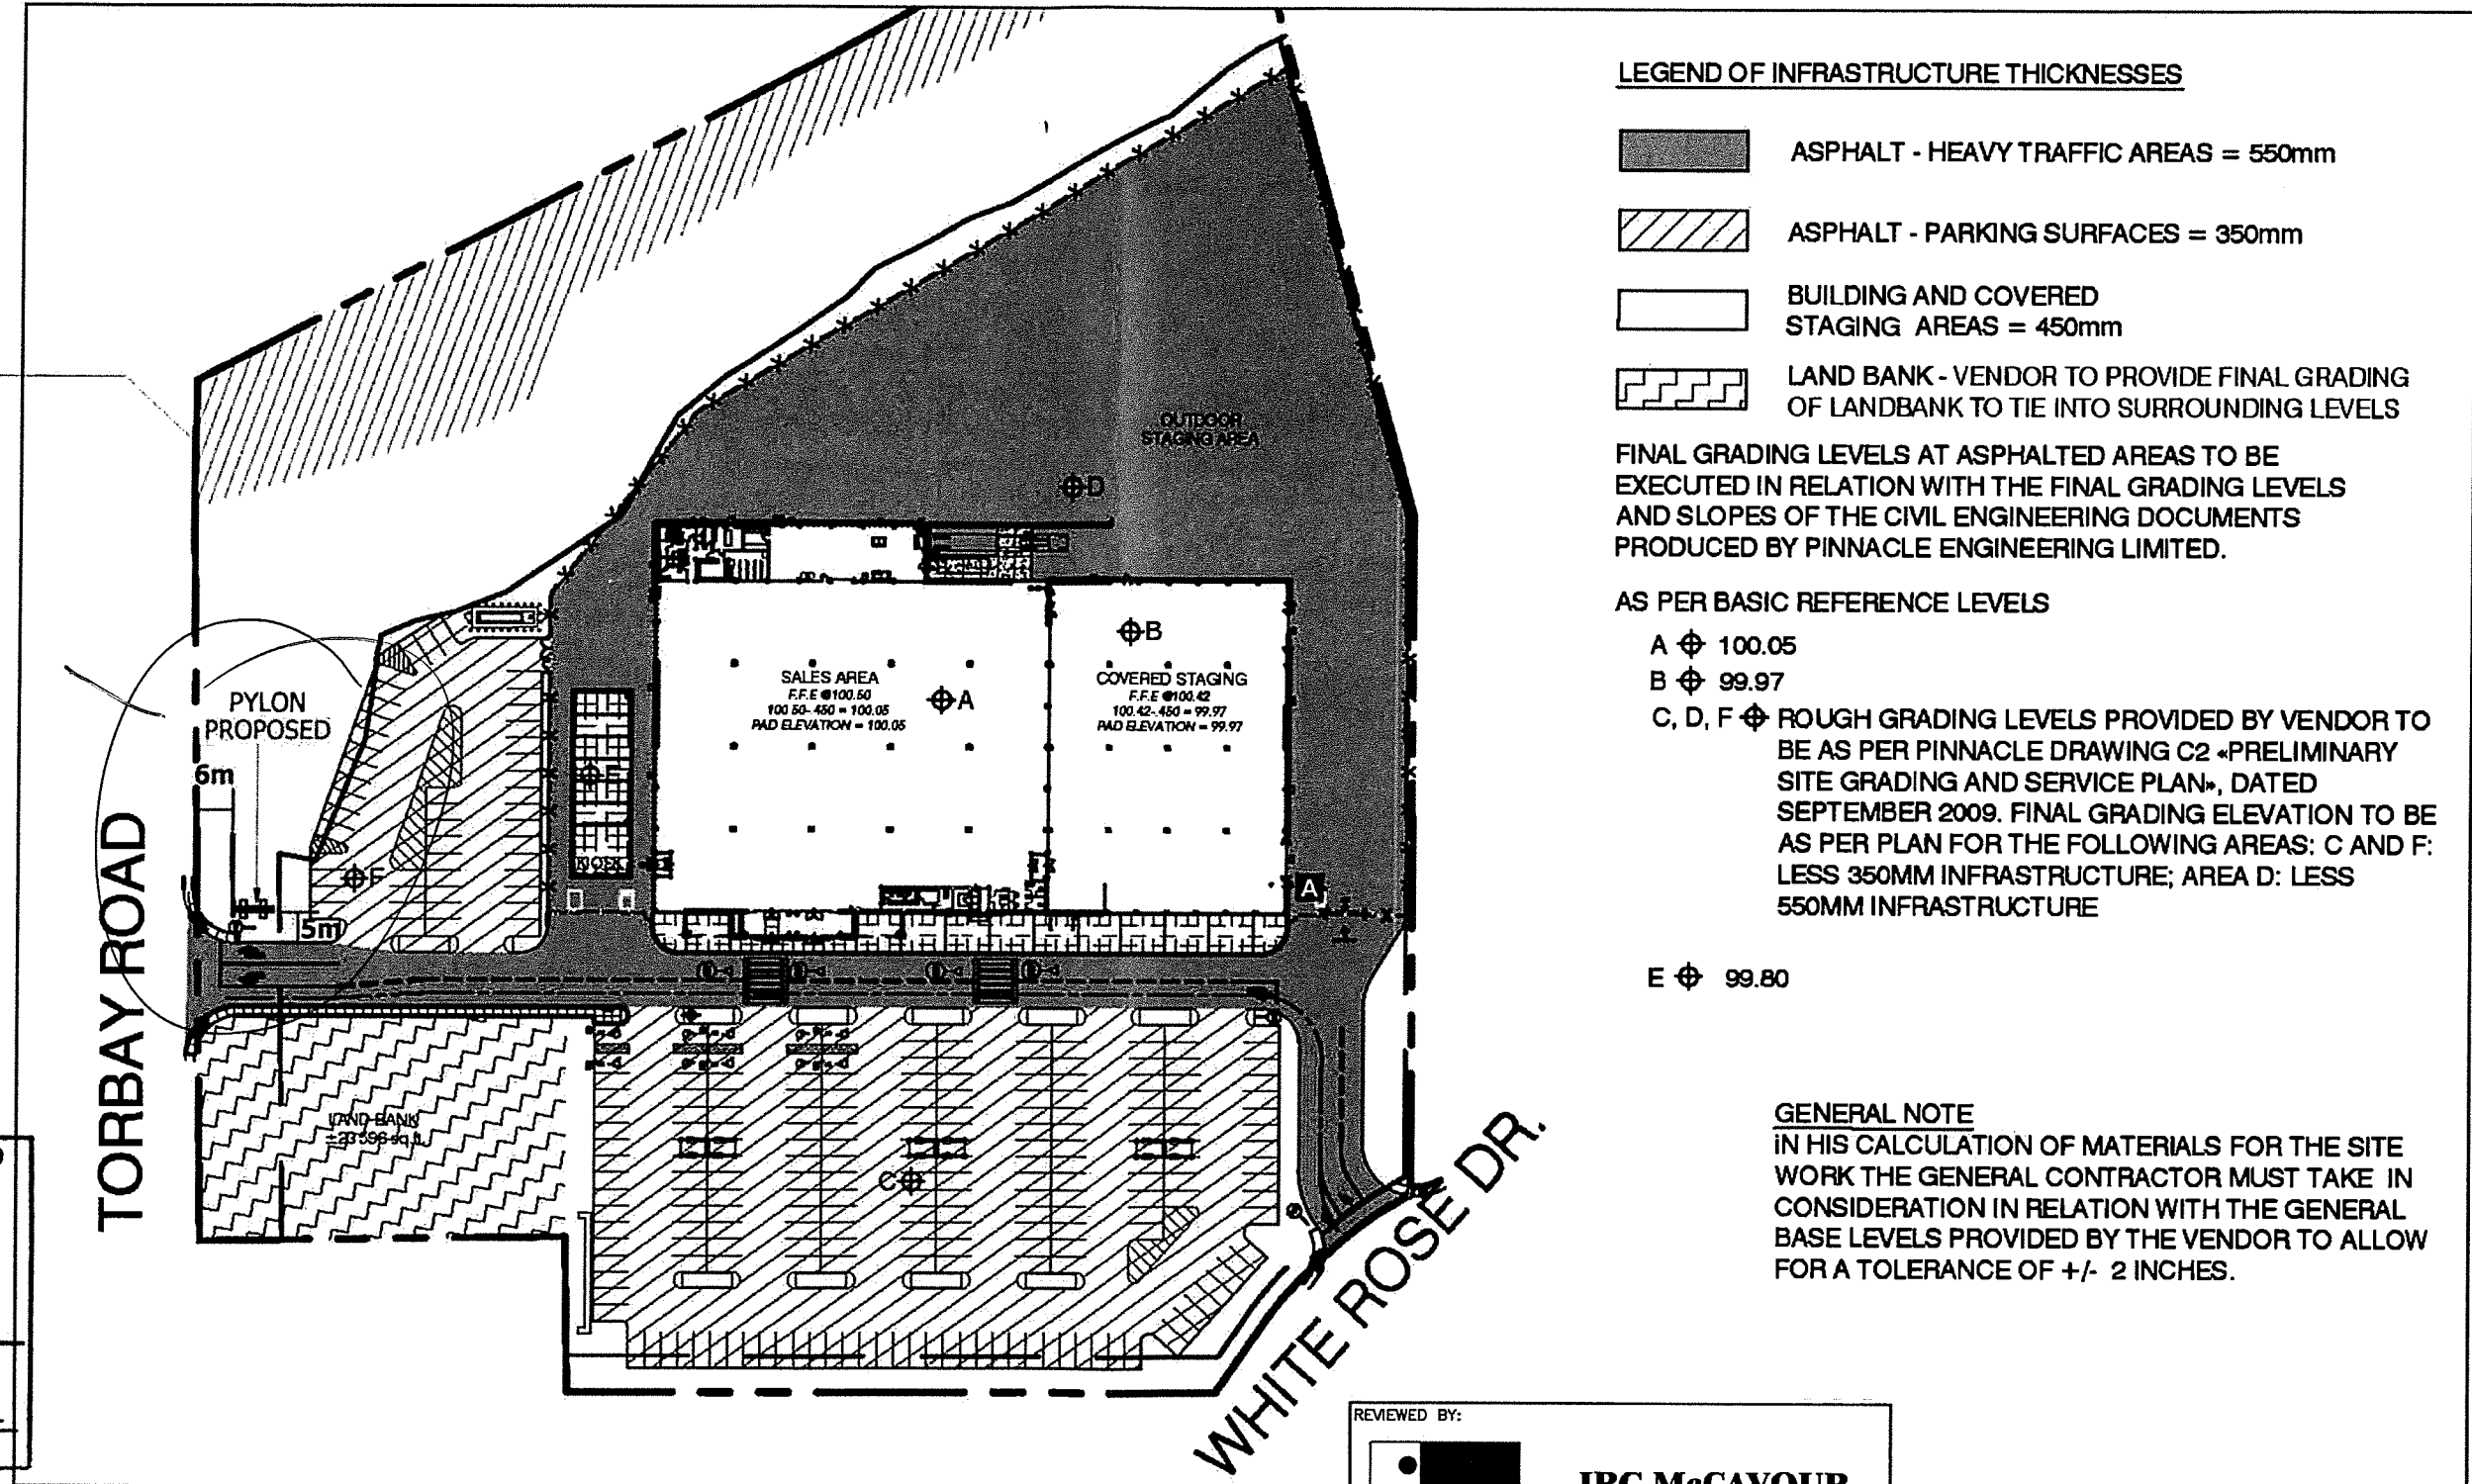 LEGEND OF INFRASTRUCTURE THICKNESSES
ASPHALT - HEAVY TRAFFIC AREAS = 550mm
ASPHALT - PARKING SURFACES = 350mm
BUILDING AND COVERED
STAGING AREAS = 450mm
LAND BANK - VENDOR TO PROVIDE FINAL GRADING
OF LANDBANK TO TIE INTO SURROUNDING LEVELS
FINAL GRADING LEVELS AT ASPHALTED AREAS TO BE
EXECUTED IN RELATION WITH THE FINAL GRADING LEVELS
AND SLOPES OF THE CIVIL ENGINEERING DOCUMENTS
PRODUCED BY PINNACLE ENGINEERING LIMITED.
AS PER BASIC REFERENCE LEVELS
A 100.05
B 99.97
C, D, F ROUGH GRADING LEVELS PROVIDED BY VENDOR TO
BE AS PER PINNACLE DRAWING C2 «PRELIMINARY
SITE GRADING AND SERVICE PLAN», DATED
SEPTEMBER 2009. FINAL GRADING ELEVATION TO BE
AS PER PLAN FOR THE FOLLOWING AREAS: C AND F:
LESS 350MM INFRASTRUCTURE; AREA D: LESS
550MM INFRASTRUCTURE
E 99.80
GENERAL NOTE
IN HIS CALCULATION OF MATERIALS FOR THE SITE
WORK THE GENERAL CONTRACTOR MUST TAKE IN
CONSIDERATION IN RELATION WITH THE GENERAL
BASE LEVELS PROVIDED BY THE VENDOR TO ALLOW
FOR A TOLERANCE OF +/- 2 INCHES.
OUTDOOR
STAGING AREA
D
B
SALES AREA
F.F.E @100.50
100.50-.450 = 100.05
PAD ELEVATION = 100.05
A
COVERED STAGING
F.F.E @100.42
100.42-.450 = 99.97
PAD ELEVATION = 99.97
PYLON
PROPOSED
6m
E
KIOSK
F
A
5m
TORBAY ROAD
LAND BANK
±23 596 sq.ft.
C
WHITE ROSE DR.
REVIEWED BY:
IBC McCAVOUR